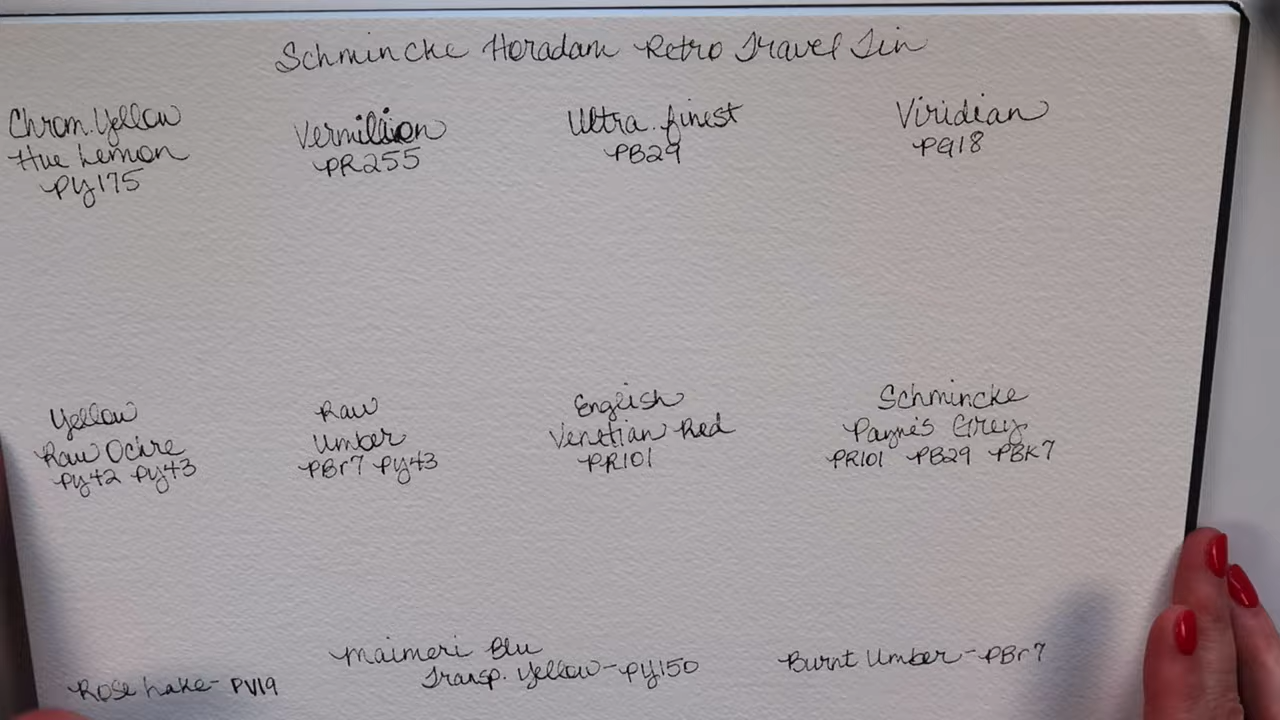 Schmincke Horadam Retro Travel Tin
Chrom. Yellow
Hue Lemon
PY175
Vermilion
PR255
Ultra. finest
PB29
Viridian
PG18
Yellow
Raw Ochre
PY42 PY43
Raw
Umber
PBr7 PY43
English
Venetian Red
PR101
Schmincke
Payne's Grey
PR101 PB29 PBK7
Maimeri Blu
Rose Lake- PV19
Transp. Yellow-PY150
Burnt Umber-PBr7